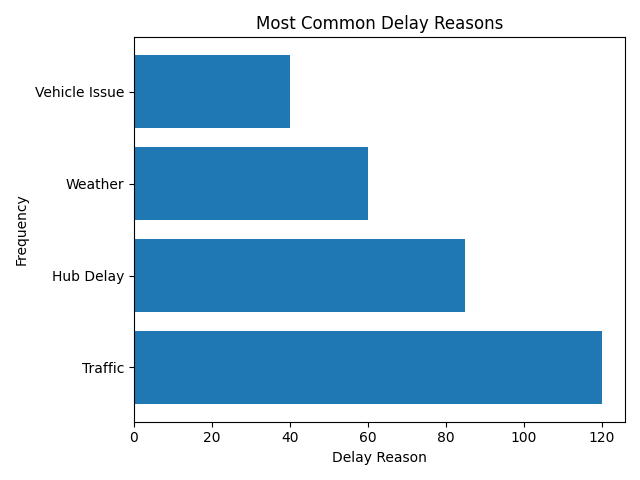 Most Common Delay Reasons
Vehicle Issue
Weather
Hub Delay
Traffic
Frequency
0 20 40 60 80 100 120
Delay Reason